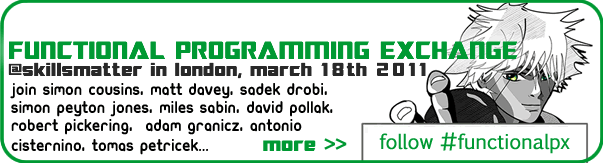 FUNCTIONAL PROGRAMMING EXCHANGE
@skillsmatter in london, march 18th 2011
join simon cousins, matt davey, sadek drobi,
simon peyton jones, miles sabin, david pollak,
robert pickering, adam granicz, antonio
cisternino, tomas petricek...
more >>
follow #functionalpx